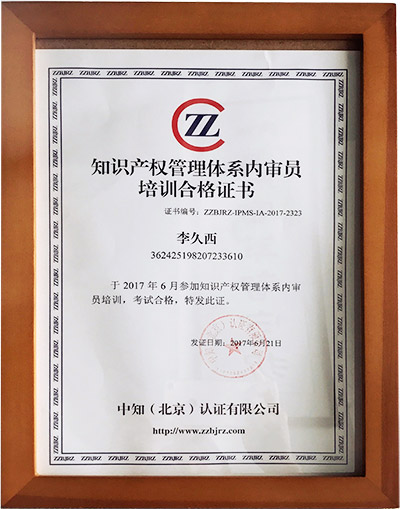 ZZ
知识产权管理体系内审员
培训合格证书
证书编号：ZZBJRZ-IPMS-IA-2017-2323
李久西
362425198207233610
于 2017 年 6 月参加知识产权管理体系内审
员培训，考试合格，特发此证。
发证日期：2017年6月21日
中知（北京）认证有限公司
http://www.zzbjrz.com